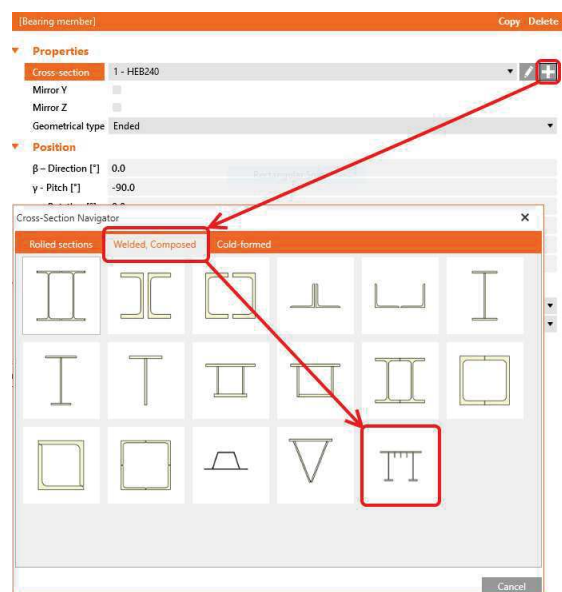 [Bearing member] Copy Delete
Properties
Cross-section 1 - HEB240
Mirror Y
Mirror Z
Geometrical type Ended
Position
β – Direction [°] 0.0
γ - Pitch [°] -90.0
Cross-Section Navigator
Rolled sections Welded, Composed Cold-formed
Cancel